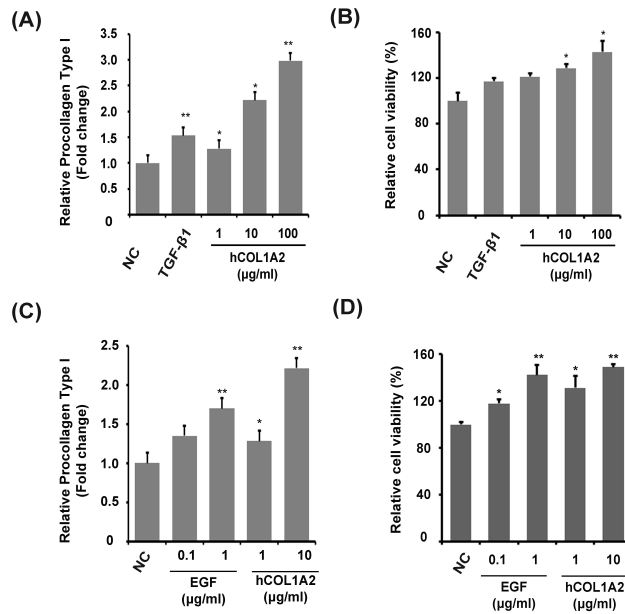 (A)
Relative Procollagen Type I
(Fold change)
3.5
3.0
2.5
2.0
1.5
1.0
0
**
*
*
**
NC
TGF-β1
1 10 100
hCOL1A2
(μg/ml)
(B)
Relative cell viability (%)
160
120
80
40
0
*
*
NC
TGF-β1
1 10 100
hCOL1A2
(μg/ml)
(C)
Relative Procollagen Type I
(Fold change)
2.5
2.0
1.5
1.0
0.0
**
*
**
NC
0.1 1 1 10
EGF hCOL1A2
(μg/ml) (μg/ml)
(D)
Relative cell viability (%)
160
120
80
40
0
*
**
*
**
NC
0.1 1 1 10
EGF hCOL1A2
(μg/ml) (μg/ml)